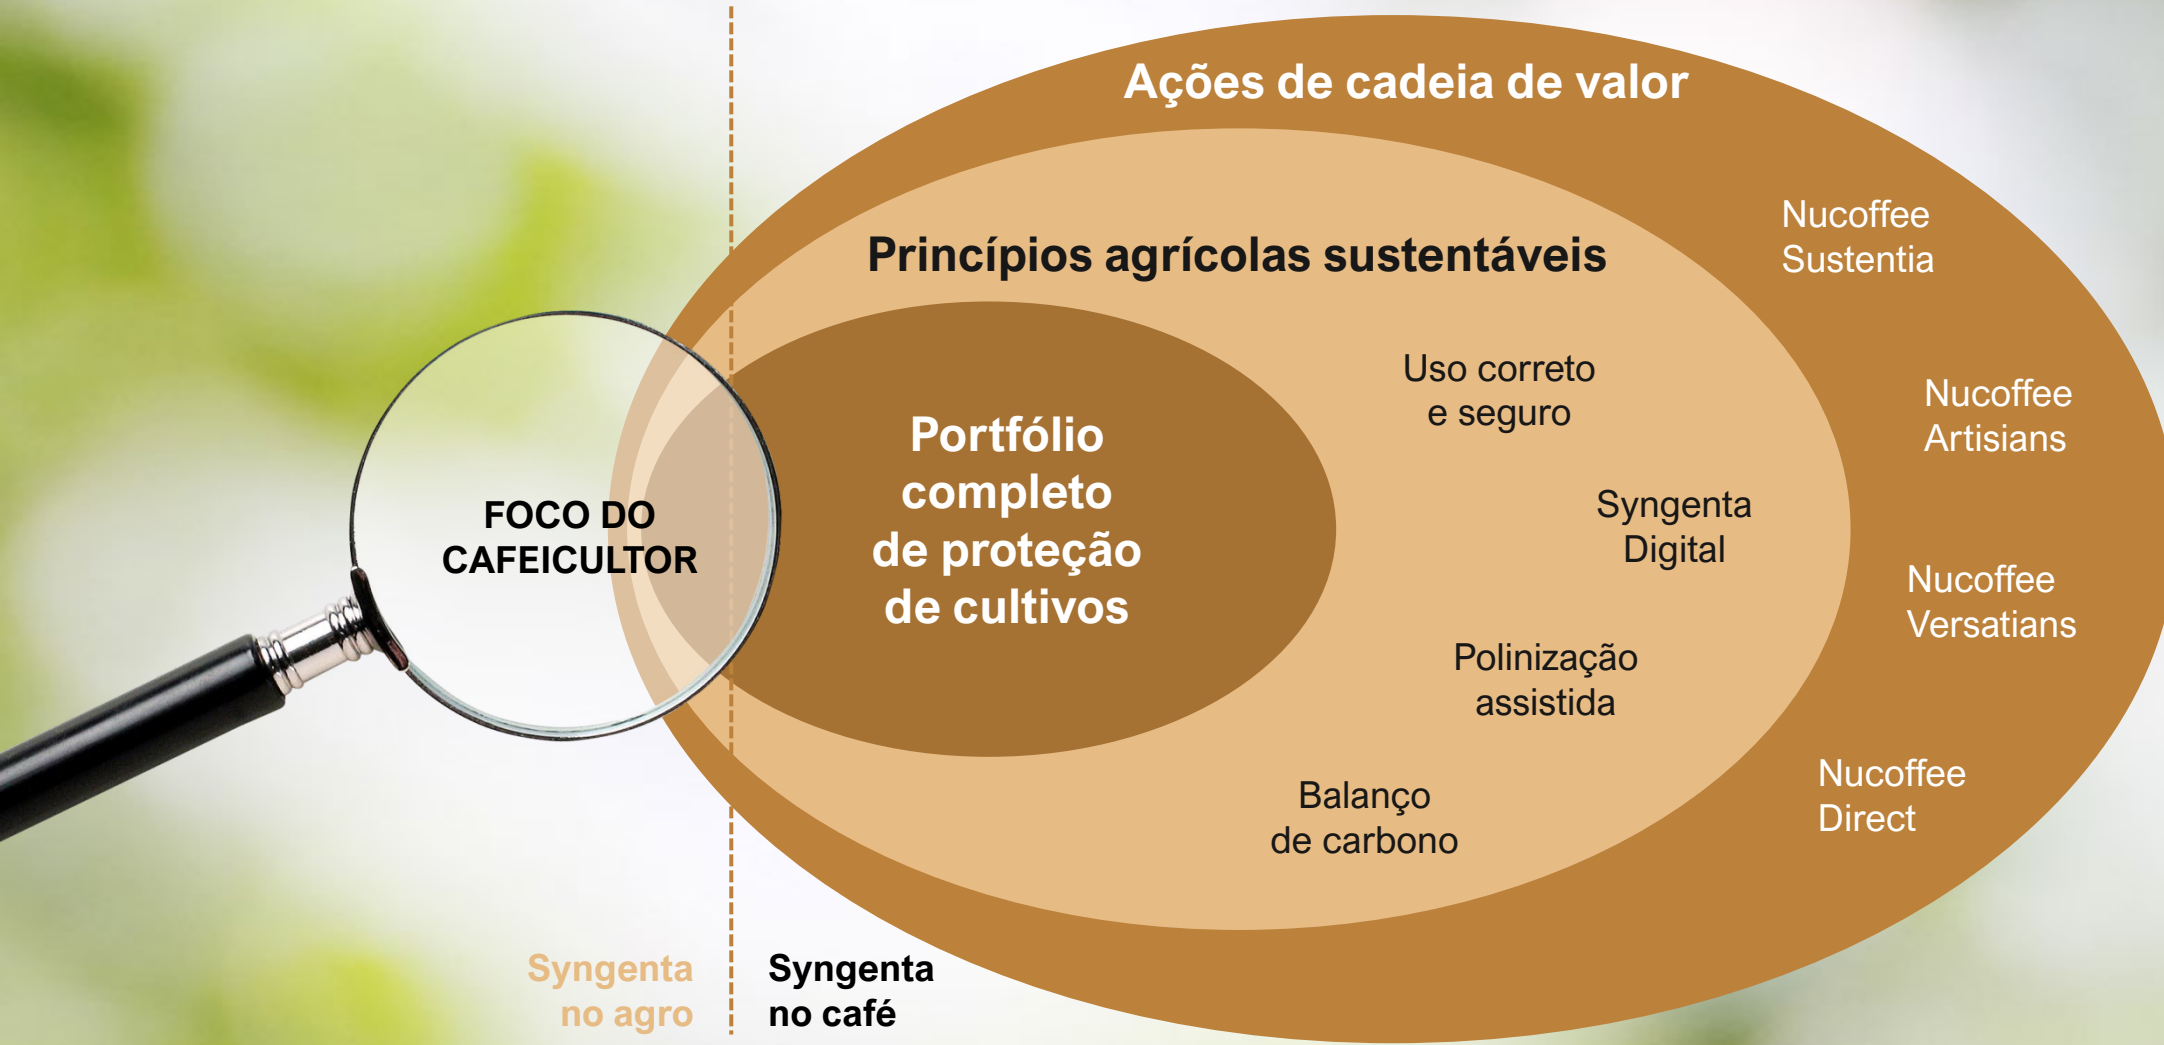 Ações de cadeia de valor
Princípios agrícolas sustentáveis
Nucoffee
Sustentia
Uso correto
e seguro
Nucoffee
Artisians
Portfólio
completo
de proteção
de cultivos
FOCO DO
CAFEICULTOR
Syngenta
Digital
Nucoffee
Versatians
Polinização
assistida
Nucoffee
Direct
Balanço
de carbono
Syngenta
no agro
Syngenta
no café